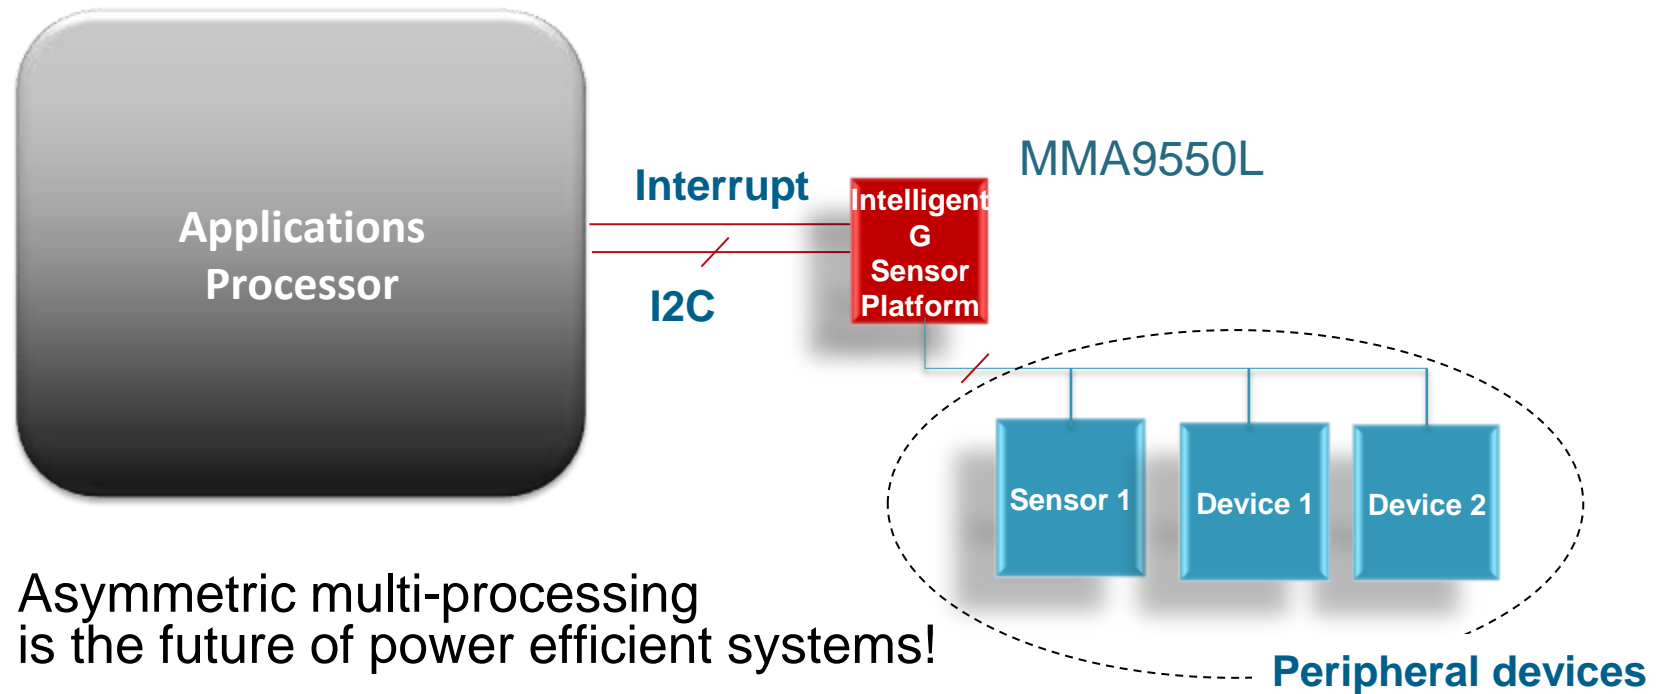 Applications
Processor
Interrupt
I2C
MMA9550L
Intelligent
G
Sensor
Platform
Sensor 1
Device 1
Device 2
Asymmetric multi-processing
is the future of power efficient systems!
Peripheral devices